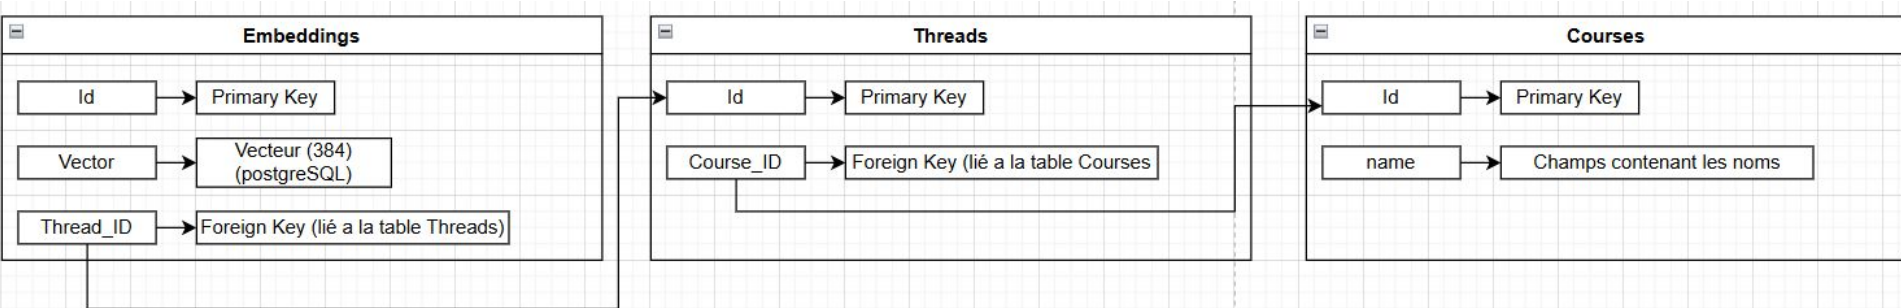 Embeddings
Id
Primary Key
Vector
Vecteur (384)
(postgreSQL)
Thread_ID
Foreign Key (lié a la table Threads)
Threads
Id
Primary Key
Course_ID
Foreign Key (lié a la table Courses
Courses
Id
Primary Key
name
Champs contenant les noms